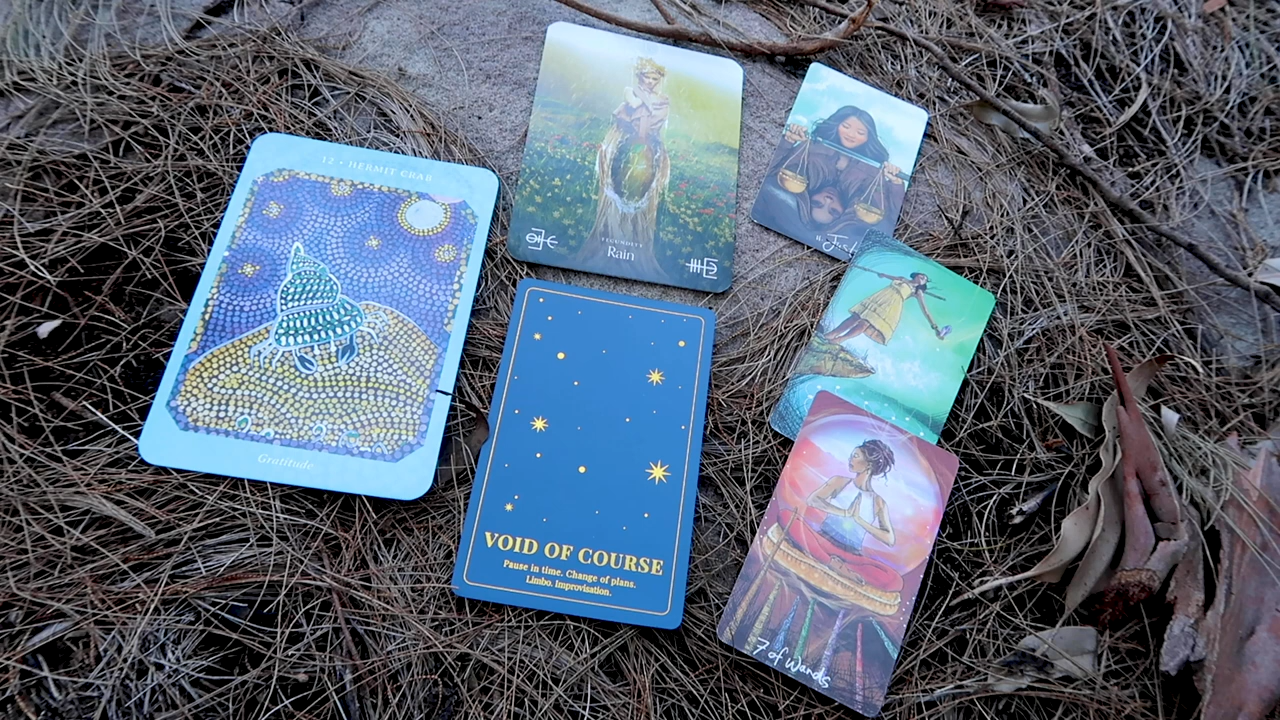 12 • HERMIT CRAB
Gratitude
FECUNDITY
Rain
VOID OF COURSE
Pause in time. Change of plans.
Limbo. Improvisation.
7 of Wands